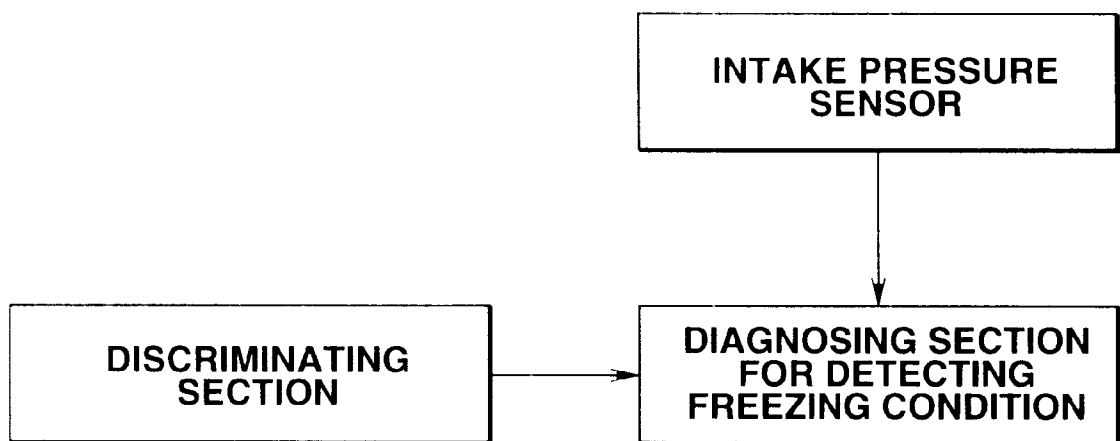 INTAKE PRESSURE
SENSOR
DISCRIMINATING
SECTION
DIAGNOSING SECTION
FOR DETECTING
FREEZING CONDITION